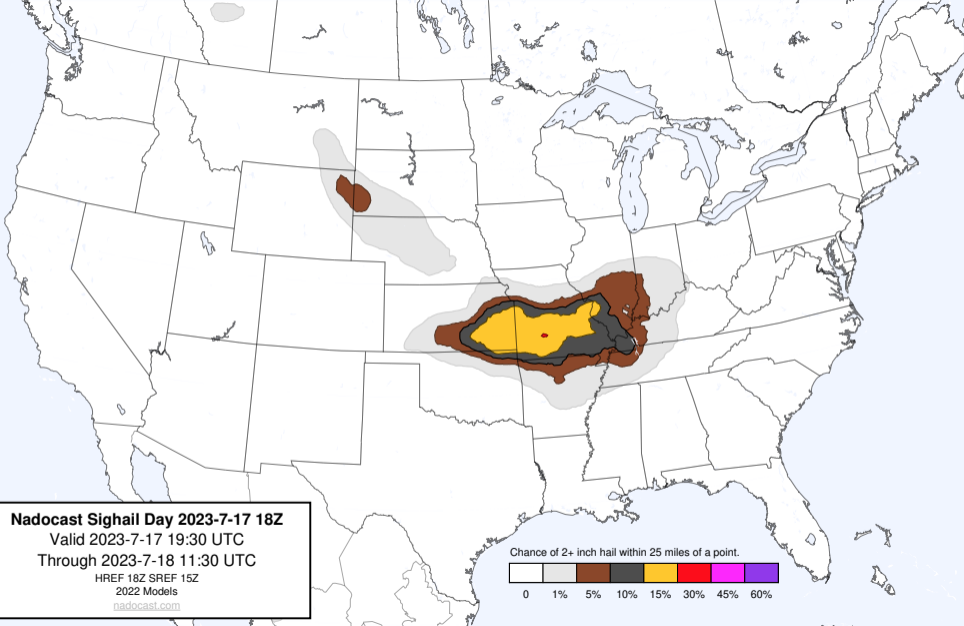 Nadocast Sighail Day 2023-7-17 18Z
Valid 2023-7-17 19:30 UTC
Through 2023-7-18 11:30 UTC
HREF 18Z SREF 15Z
2022 Models
nadocast.com
Chance of 2+ inch hail within 25 miles of a point.
0 1% 5% 10% 15% 30% 45% 60%